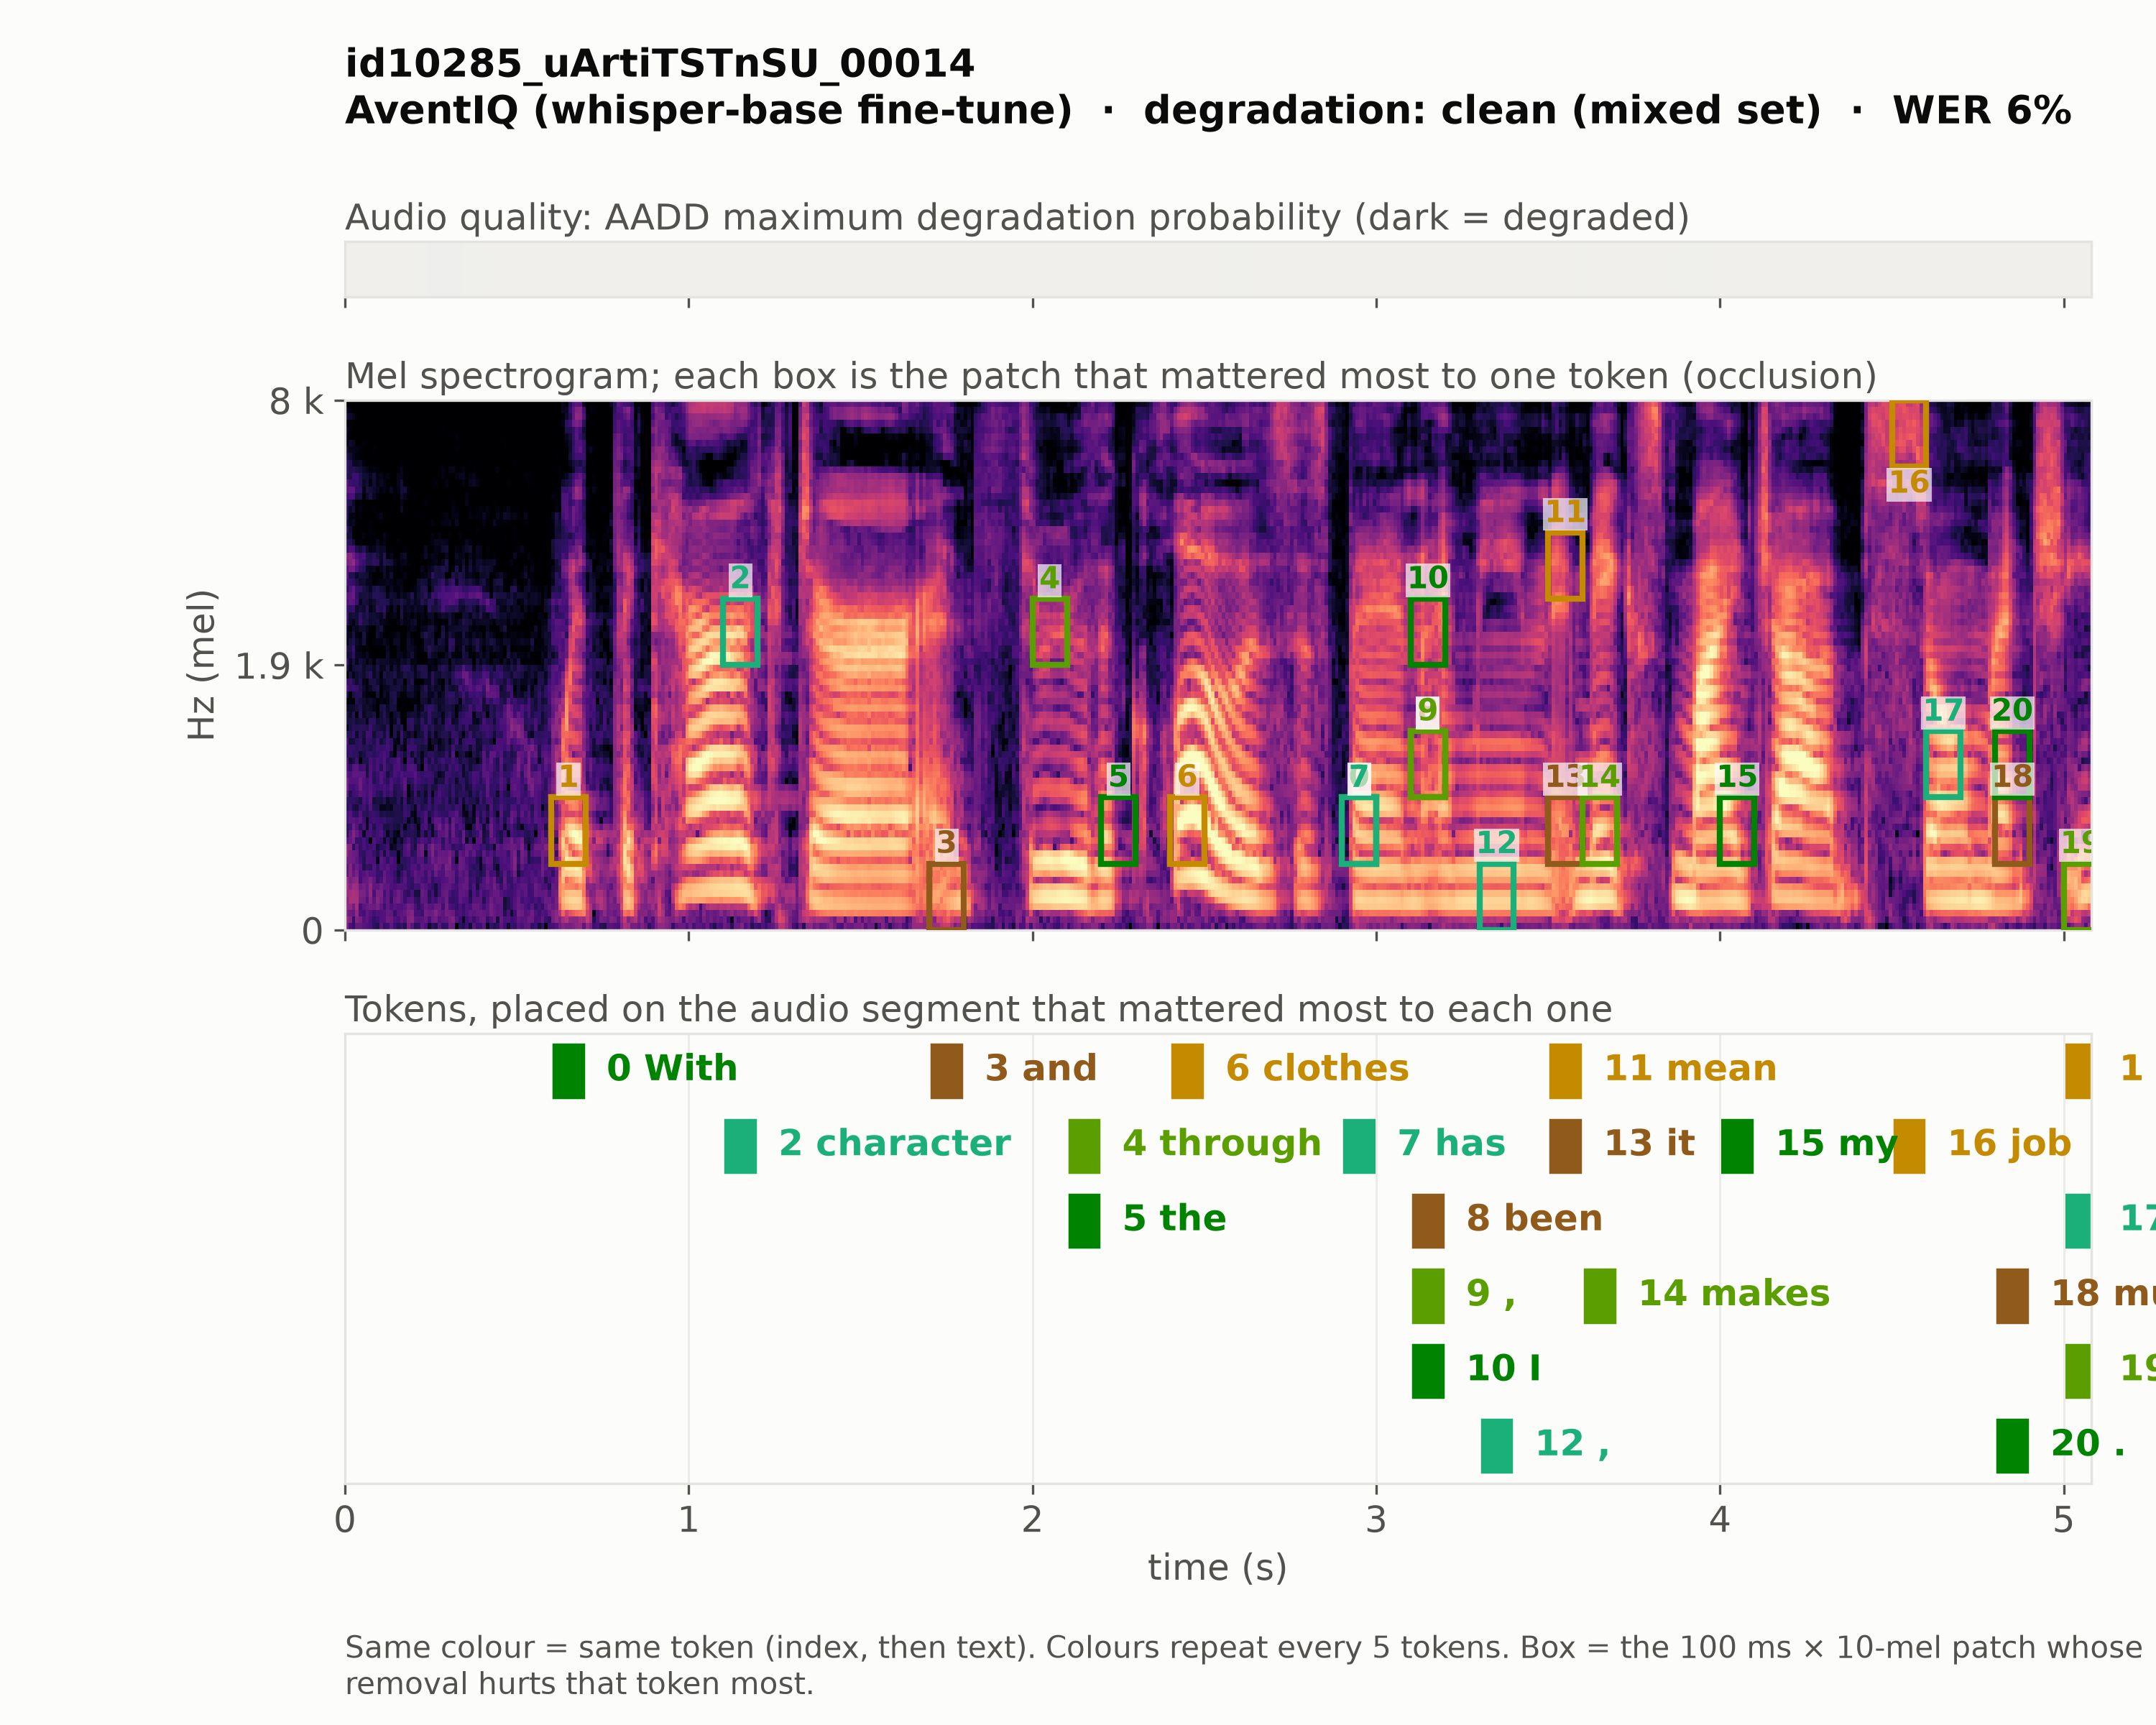 id10285_uArtiTSTnSU_00014
AventIQ (whisper-base fine-tune) · degradation: clean (mixed set) · WER 6%
Audio quality: AADD maximum degradation probability (dark = degraded)
Mel spectrogram; each box is the patch that mattered most to one token (occlusion)
8 k
16
11
2 4 10
1.9 k
9 17 20
1 5 6 7 13 14 15 18
3 12 19
0
Hz (mel)
Tokens, placed on the audio segment that mattered most to each one
0 With 3 and 6 clothes 11 mean 1
2 character 4 through 7 has 13 it 15 my 16 job
5 the 8 been 17
9 , 14 makes 18
10 I 19
12 , 20 .
0 1 2 3 4 5
time (s)
Same colour = same token (index, then text). Colours repeat every 5 tokens. Box = the 100 ms × 10-mel patch whose
removal hurts that token most.